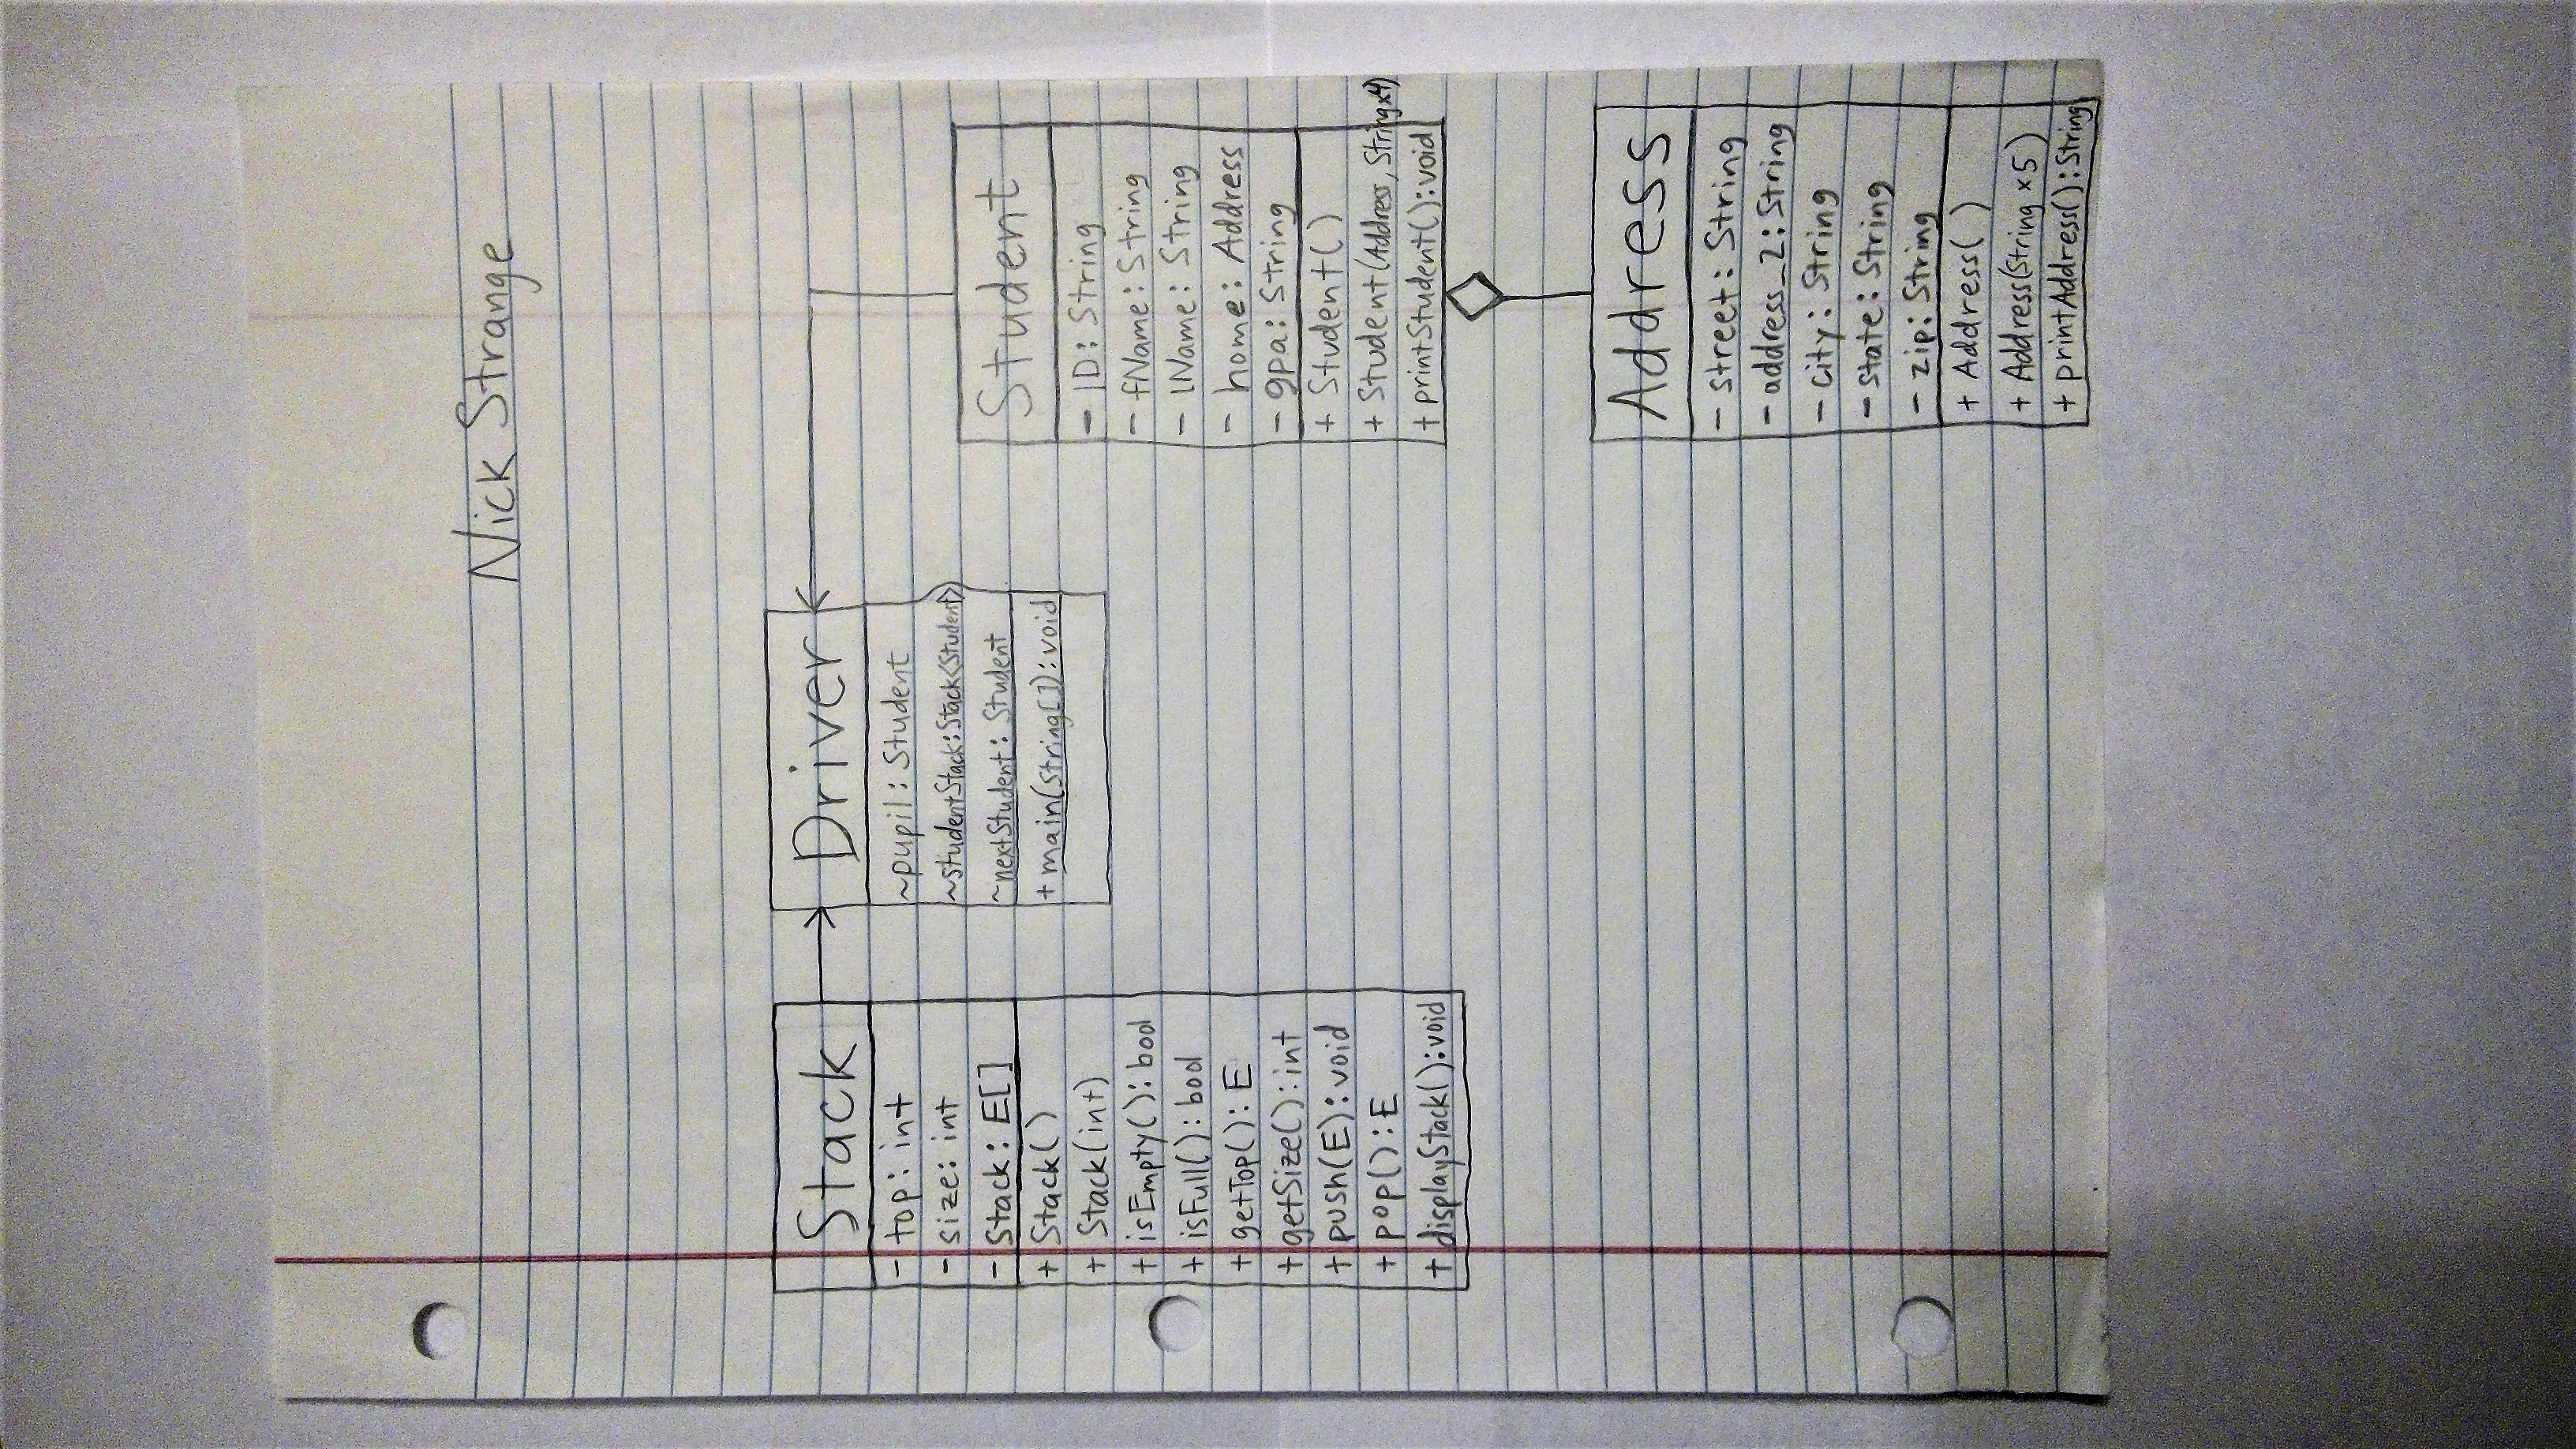 Nick Strange
Stack
- top: int
- size: int
- Stack: E[]
+ Stack()
+ Stack(int)
+ isEmpty(): bool
+ isFull(): bool
+ getTop(): E
+ getSize(): int
+ push(E): void
+ pop(): E
+ displayStack(): void
Driver
~pupil: Student
~studentStack: Stack<Student>
~nextStudent: Student
+ main(String[]): void
Student
- ID: String
- fName: String
- lName: String
- home: Address
- gpa: String
+ Student()
+ Student(Address, String x4)
+ printStudent(): void
Address
- street: String
- address_2: String
- city: String
- state: String
- zip: String
+ Address()
+ Address(String x5)
+ printAddress(): String